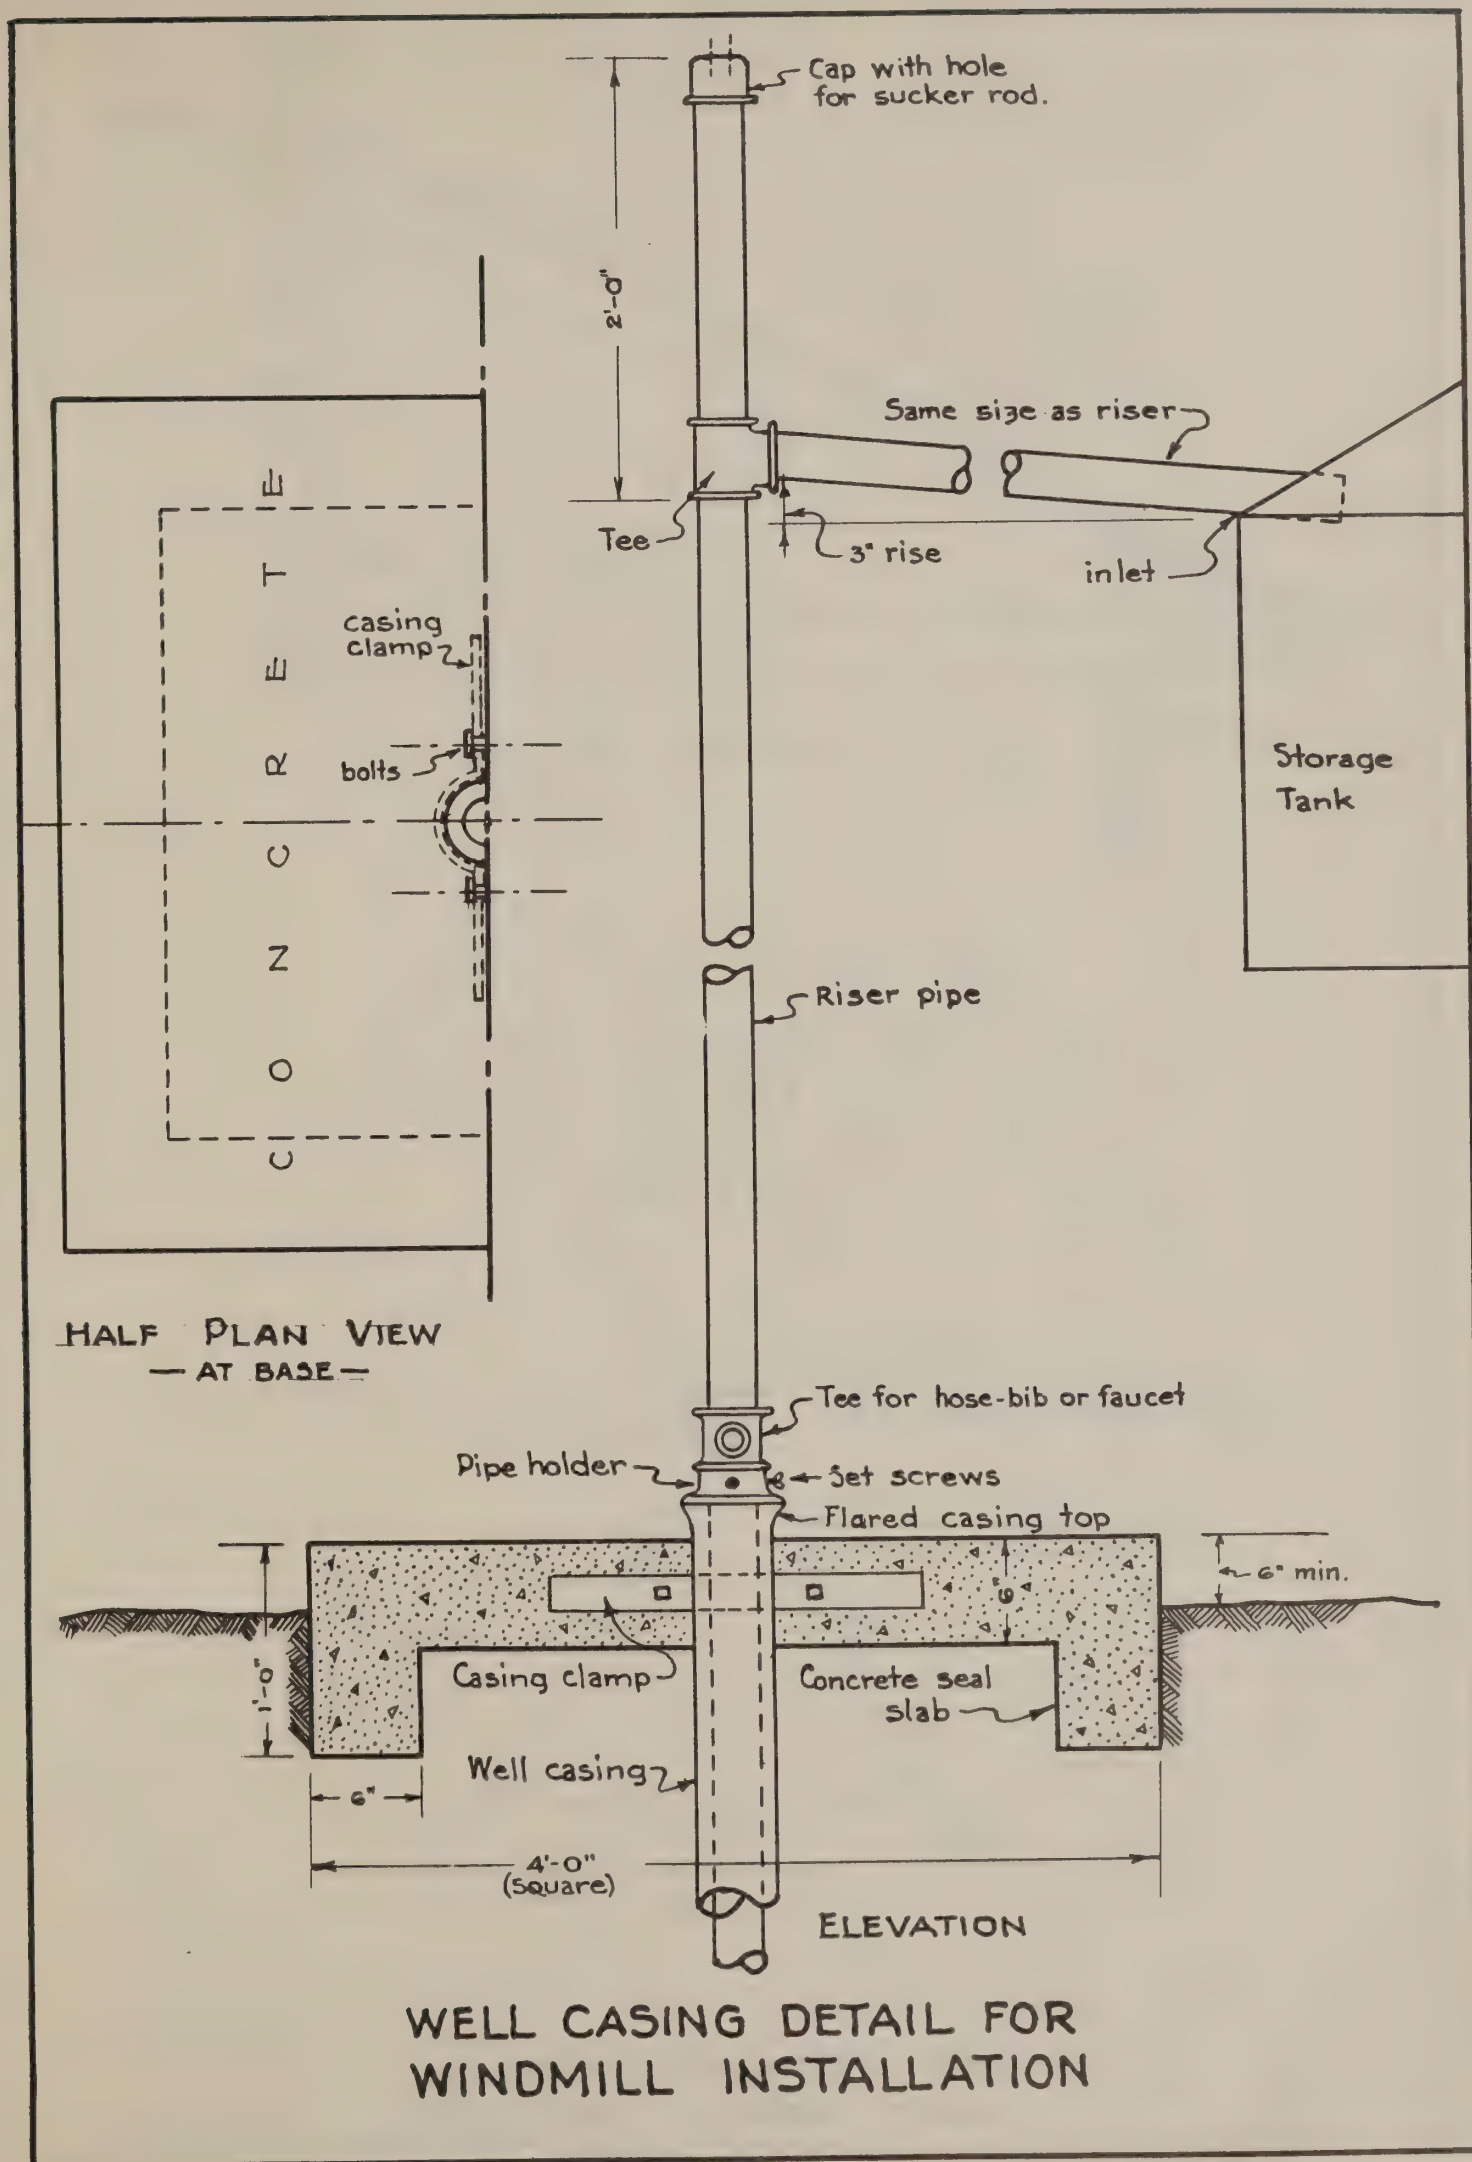 Cap with hole
for sucker rod.
2'-0"
Same size as riser
Tee
3" rise
inlet
casing
clamp
bolts
CONCRETE
Storage
Tank
Riser pipe
HALF PLAN VIEW
— AT BASE —
Tee for hose-bib or faucet
Pipe holder
Set screws
Flared casing top
6"
6" min.
1'-0"
Casing clamp
Concrete seal
slab
Well casing
6"
4'-0"
(square)
ELEVATION
WELL CASING DETAIL FOR
WINDMILL INSTALLATION